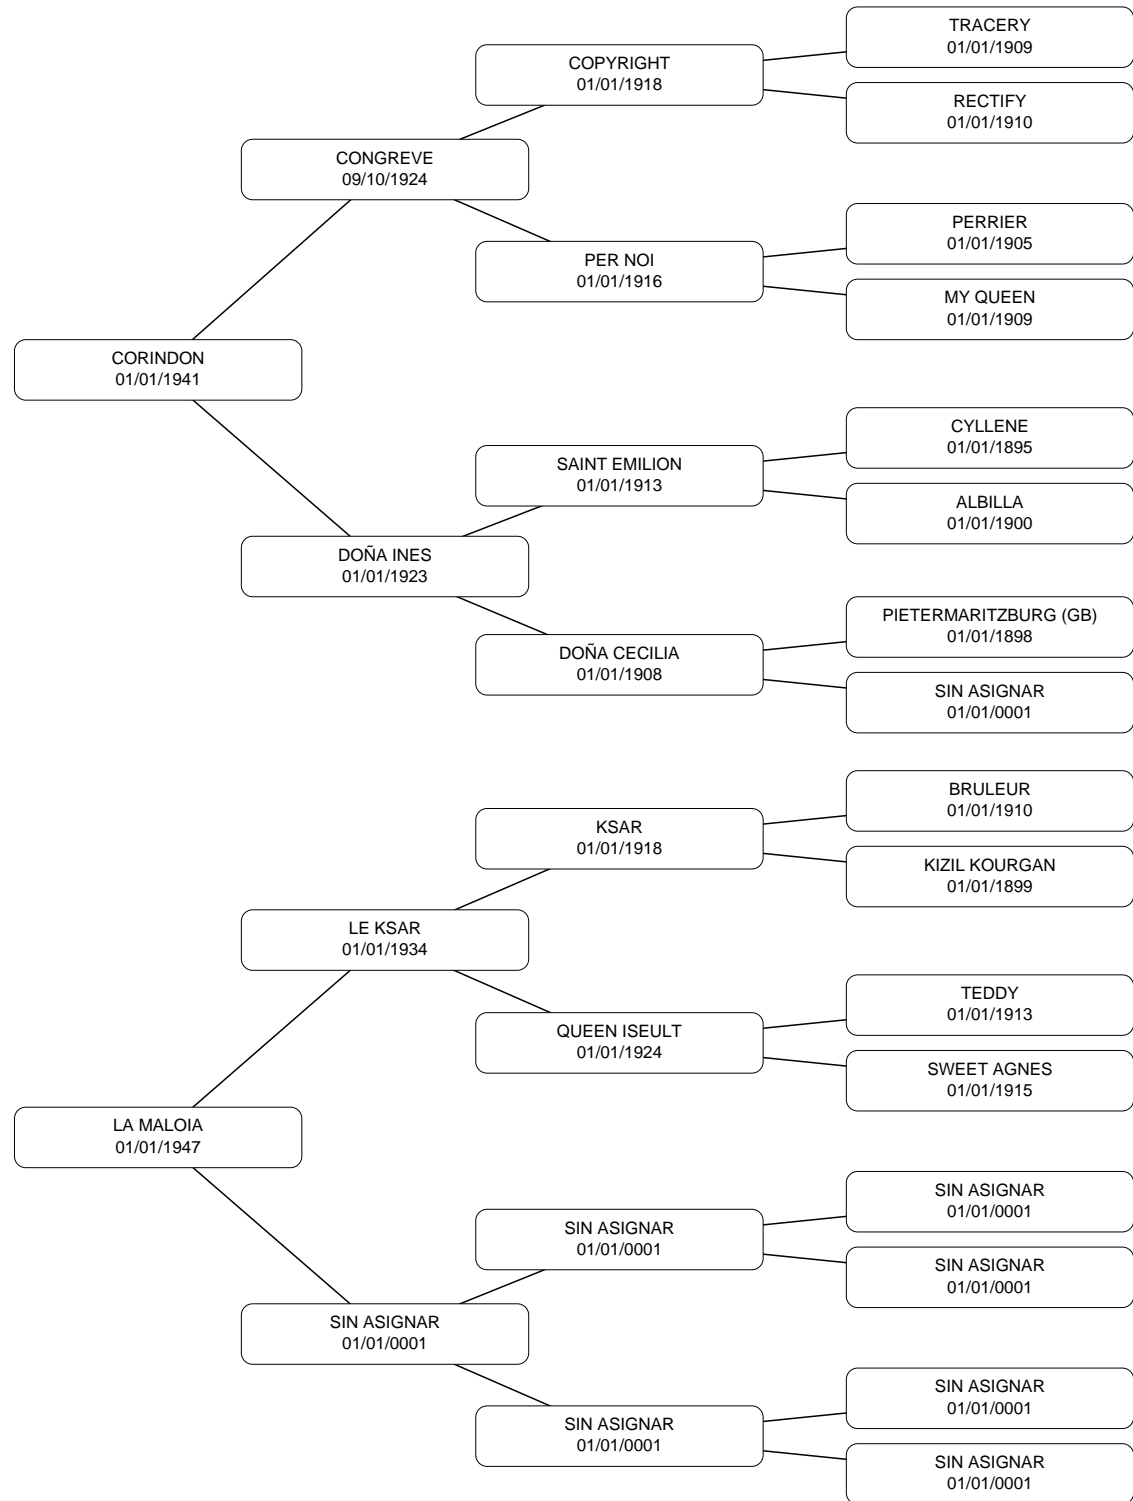 TRACERY
01/01/1909
COPYRIGHT
01/01/1918
RECTIFY
01/01/1910
CONGREVE
09/10/1924
PERRIER
01/01/1905
PER NOI
01/01/1916
MY QUEEN
01/01/1909
CORINDON
01/01/1941
CYLLENE
01/01/1895
SAINT EMILION
01/01/1913
ALBILLA
01/01/1900
DOÑA INES
01/01/1923
PIETERMARITZBURG (GB)
01/01/1898
DOÑA CECILIA
01/01/1908
SIN ASIGNAR
01/01/0001
BRULEUR
01/01/1910
KSAR
01/01/1918
KIZIL KOURGAN
01/01/1899
LE KSAR
01/01/1934
TEDDY
01/01/1913
QUEEN ISEULT
01/01/1924
SWEET AGNES
01/01/1915
LA MALOIA
01/01/1947
SIN ASIGNAR
01/01/0001
SIN ASIGNAR
01/01/0001
SIN ASIGNAR
01/01/0001
SIN ASIGNAR
01/01/0001
SIN ASIGNAR
01/01/0001
SIN ASIGNAR
01/01/0001
SIN ASIGNAR
01/01/0001